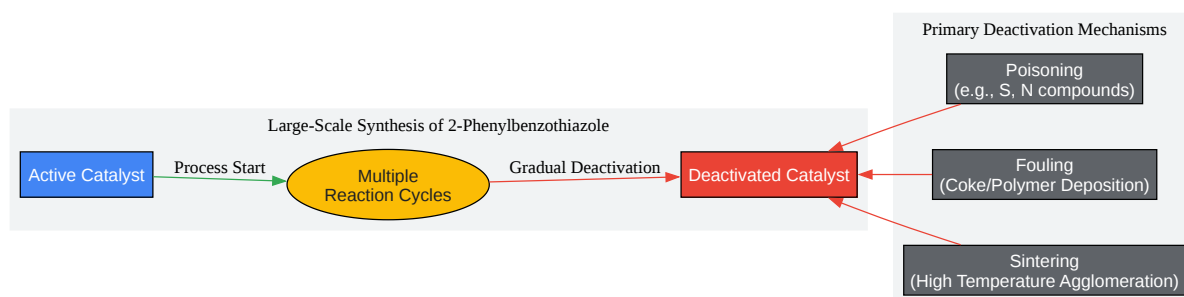 Primary Deactivation Mechanisms
Poisoning
(e.g., S, N compounds)
Large-Scale Synthesis of 2-Phenylbenzothiazole
Active Catalyst
Process Start
Multiple
Reaction Cycles
Gradual Deactivation
Deactivated Catalyst
Fouling
(Coke/Polymer Deposition)
Sintering
(High Temperature Agglomeration)